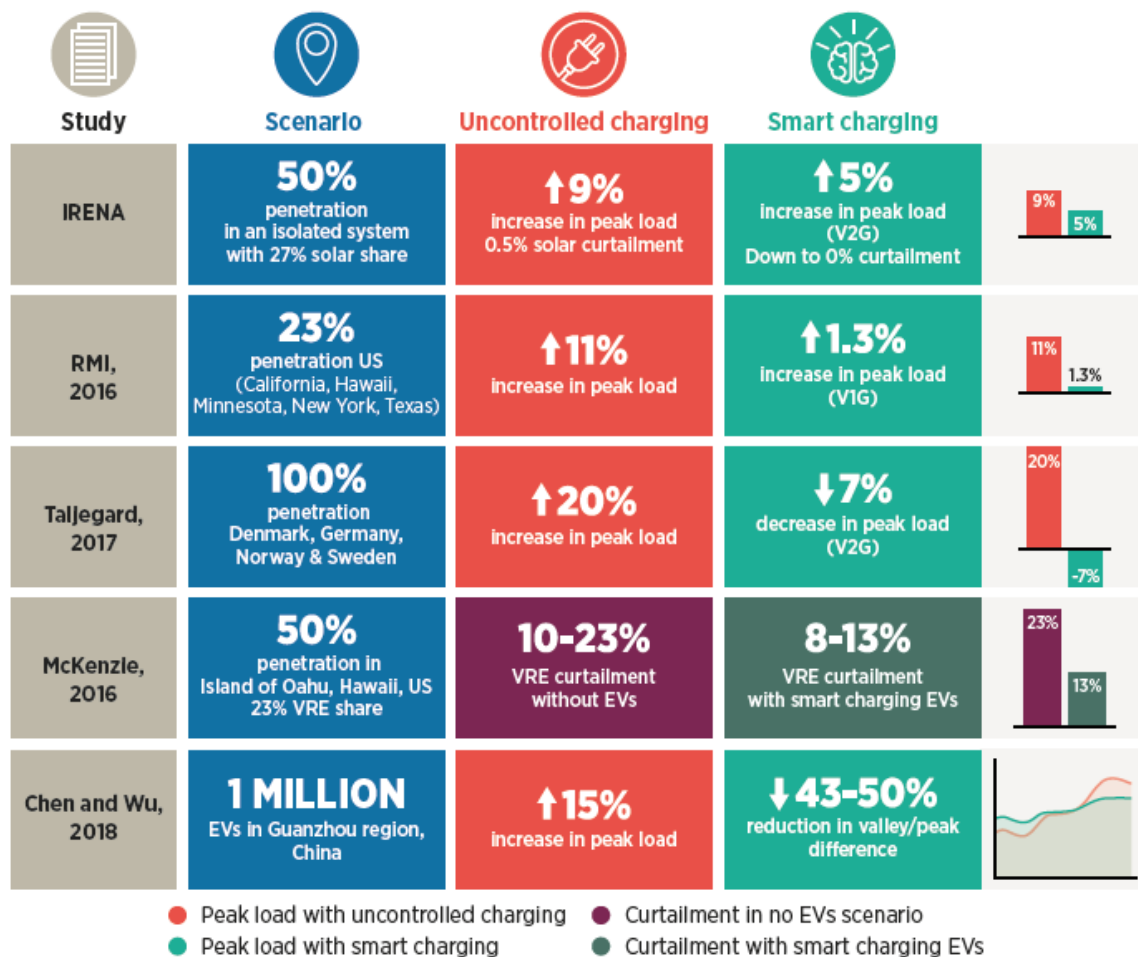 Study
Scenario
Uncontrolled charging
Smart charging
IRENA
50%
penetration
in an isolated system
with 27% solar share
↑9%
increase in peak load
0.5% solar curtailment
↑5%
increase in peak load
(V2G)
Down to 0% curtailment
9%
5%
RMI,
2016
23%
penetration US
(California, Hawaii,
Minnesota, New York, Texas)
↑11%
increase in peak load
↑1.3%
increase in peak load
(V1G)
11%
1.3%
Taljegard,
2017
100%
penetration
Denmark, Germany,
Norway & Sweden
↑20%
increase in peak load
↓7%
decrease in peak load
(V2G)
20%
-7%
McKenzie,
2016
50%
penetration in
Island of Oahu, Hawaii, US
23% VRE share
10-23%
VRE curtailment
without EVs
8-13%
VRE curtailment
with smart charging EVs
23%
13%
Chen and Wu,
2018
1 MILLION
EVs in Guanzhou region,
China
↑15%
increase in peak load
↓43-50%
reduction in valley/peak
difference
Peak load with uncontrolled charging
Curtailment in no EVs scenario
Peak load with smart charging
Curtailment with smart charging EVs